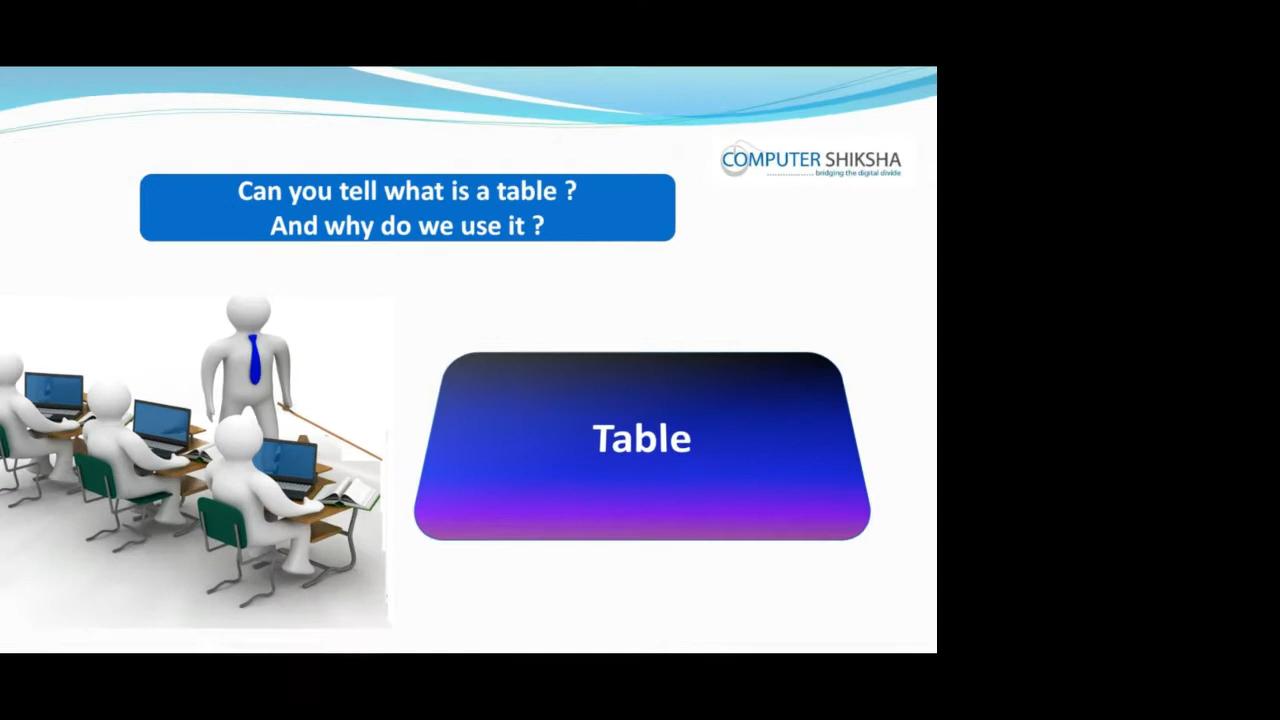 COMPUTER SHIKSHA
bridging the digital divide
Can you tell what is a table ?
And why do we use it ?
Table